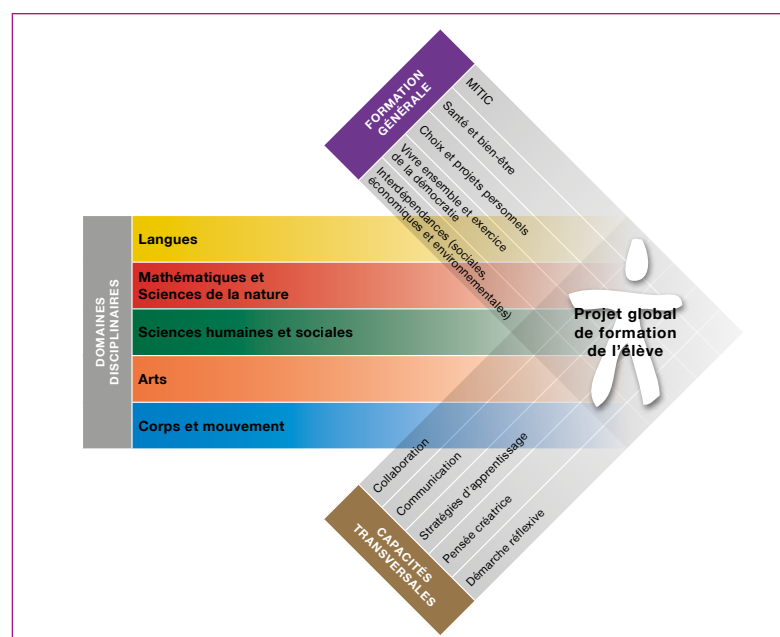 FORMATION
GÉNÉRALE
MITIC
Santé et bien-être
Choix et projets personnels
Vivre ensemble et exercice
de la démocratie
Interdépendances (sociales,
économiques et environnementales)
DOMAINES
DISCIPLINAIRES
Langues
Mathématiques et
Sciences de la nature
Sciences humaines et sociales
Arts
Corps et mouvement
Projet global
de formation
de l'élève
CAPACITÉS
TRANSVERSALES
Collaboration
Communication
Stratégies d'apprentissage
Pensée créatrice
Démarche réflexive